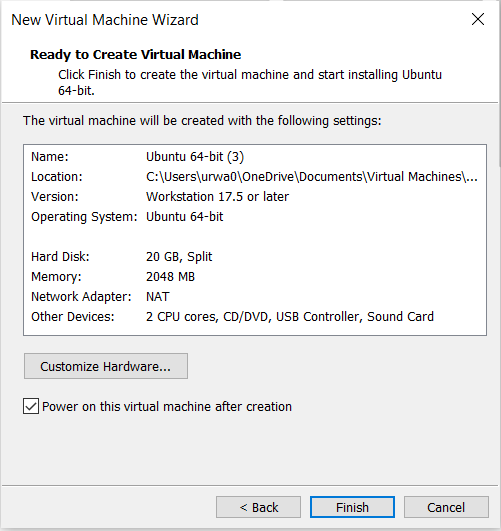 New Virtual Machine Wizard
Ready to Create Virtual Machine
Click Finish to create the virtual machine and start installing Ubuntu
64-bit.
The virtual machine will be created with the following settings:
Name: Ubuntu 64-bit (3)
Location: C:\Users\urwa0\OneDrive\Documents\Virtual Machines\...
Version: Workstation 17.5 or later
Operating System: Ubuntu 64-bit
Hard Disk: 20 GB, Split
Memory: 2048 MB
Network Adapter: NAT
Other Devices: 2 CPU cores, CD/DVD, USB Controller, Sound Card
Customize Hardware...
Power on this virtual machine after creation
< Back Finish Cancel